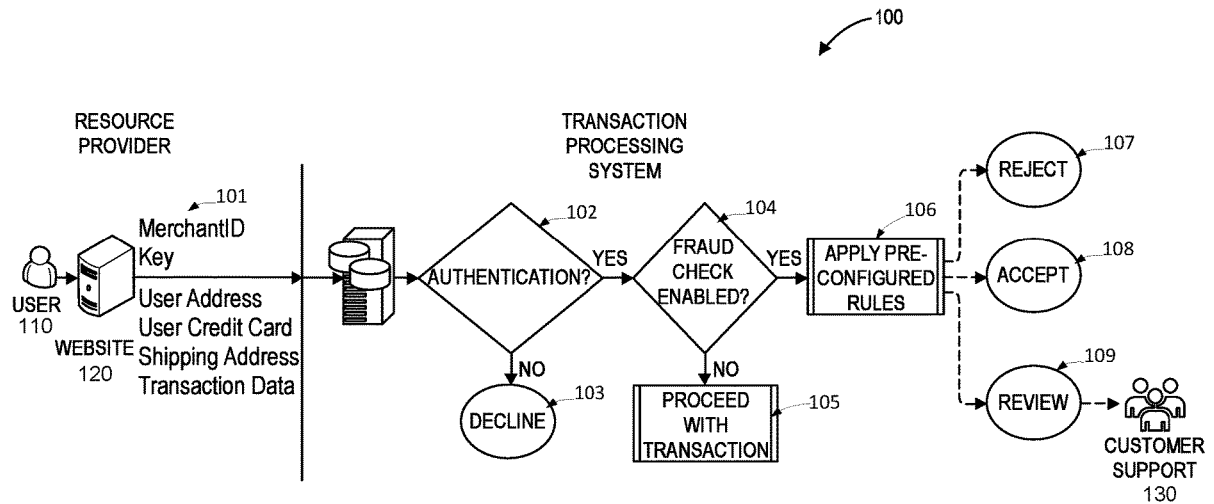 100
RESOURCE
PROVIDER
101
MerchantID
Key
User Address
User Credit Card
Shipping Address
Transaction Data
USER
110
WEBSITE
120
TRANSACTION
PROCESSING
SYSTEM
102
AUTHENTICATION?
YES
NO
DECLINE
103
104
FRAUD
CHECK
ENABLED?
YES
NO
PROCEED
WITH
TRANSACTION
105
106
APPLY PRE-
CONFIGURED
RULES
REJECT
107
ACCEPT
108
REVIEW
109
CUSTOMER
SUPPORT
130